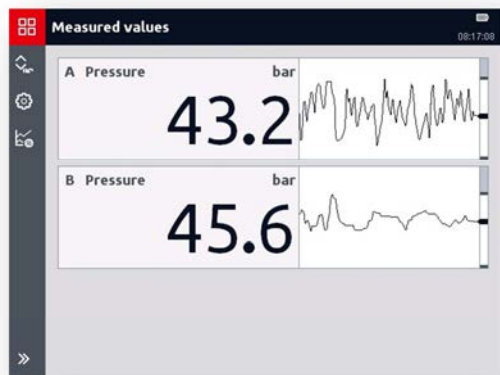 Measured values
08:17:08
A Pressure bar
43.2
B Pressure bar
45.6